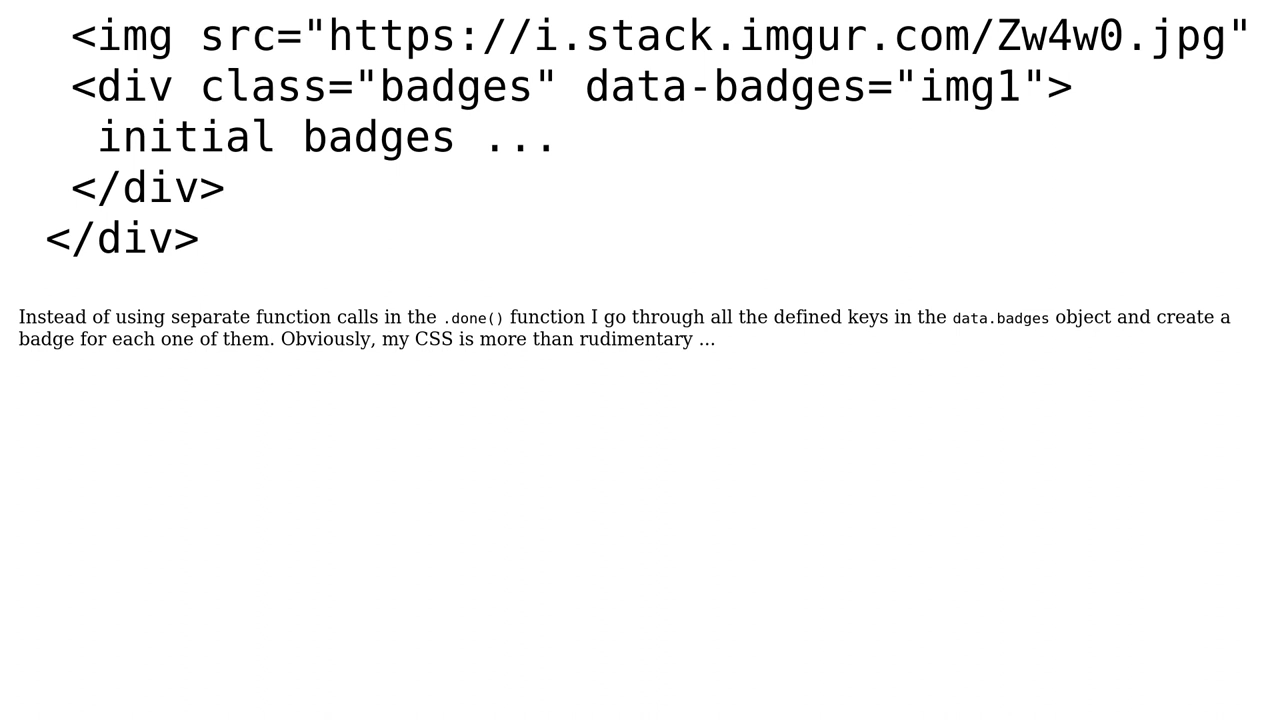 <img src="https://i.stack.imgur.com/Zw4w0.jpg"
<div class="badges" data-badges="img1">
initial badges ...
</div>
</div>
Instead of using separate function calls in the .done() function I go through all the defined keys in the data.badges object and create a
badge for each one of them. Obviously, my CSS is more than rudimentary ...